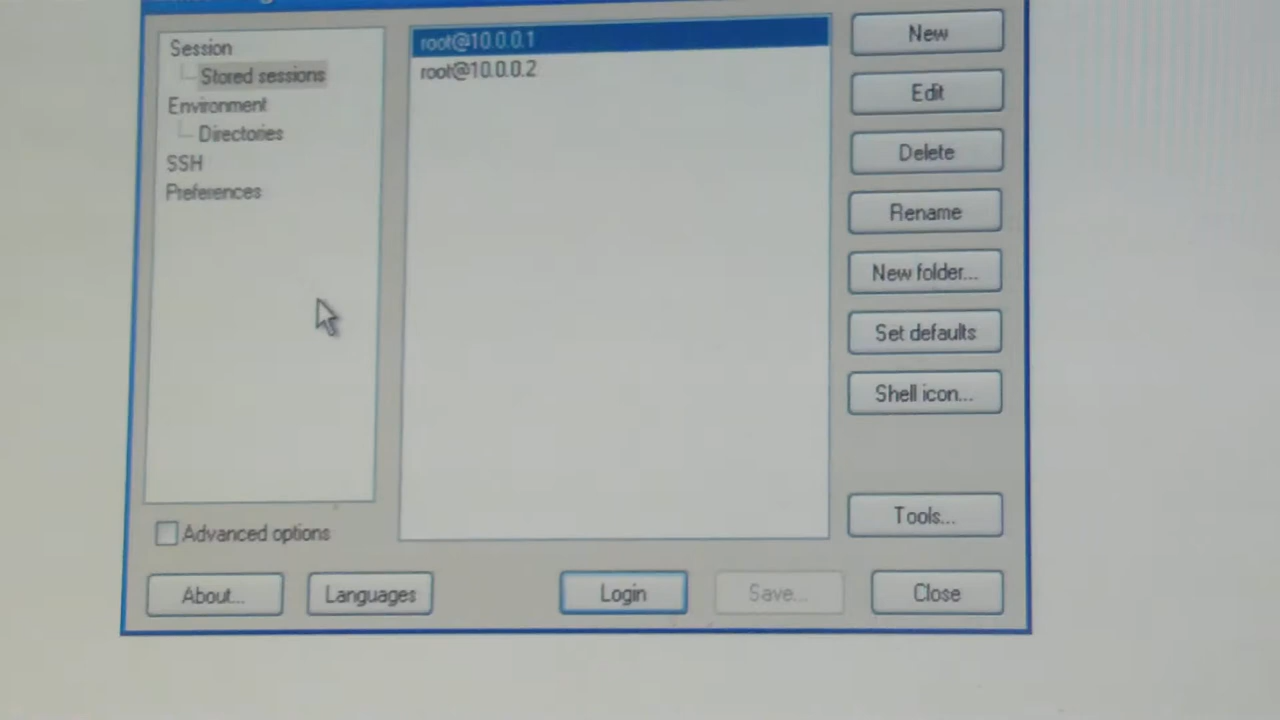 Session
Stored sessions
Environment
Directories
SSH
Preferences
root@10.0.0.1
root@10.0.0.2
New
Edit
Delete
Rename
New folder...
Set defaults
Shell icon...
Tools...
Advanced options
About...
Languages
Login
Save...
Close